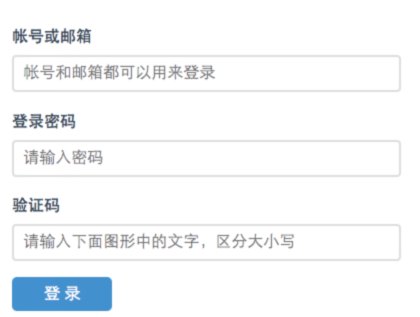 帐号或邮箱
帐号和邮箱都可以用来登录
登录密码
请输入密码
验证码
请输入下面图形中的文字，区分大小写
登 录